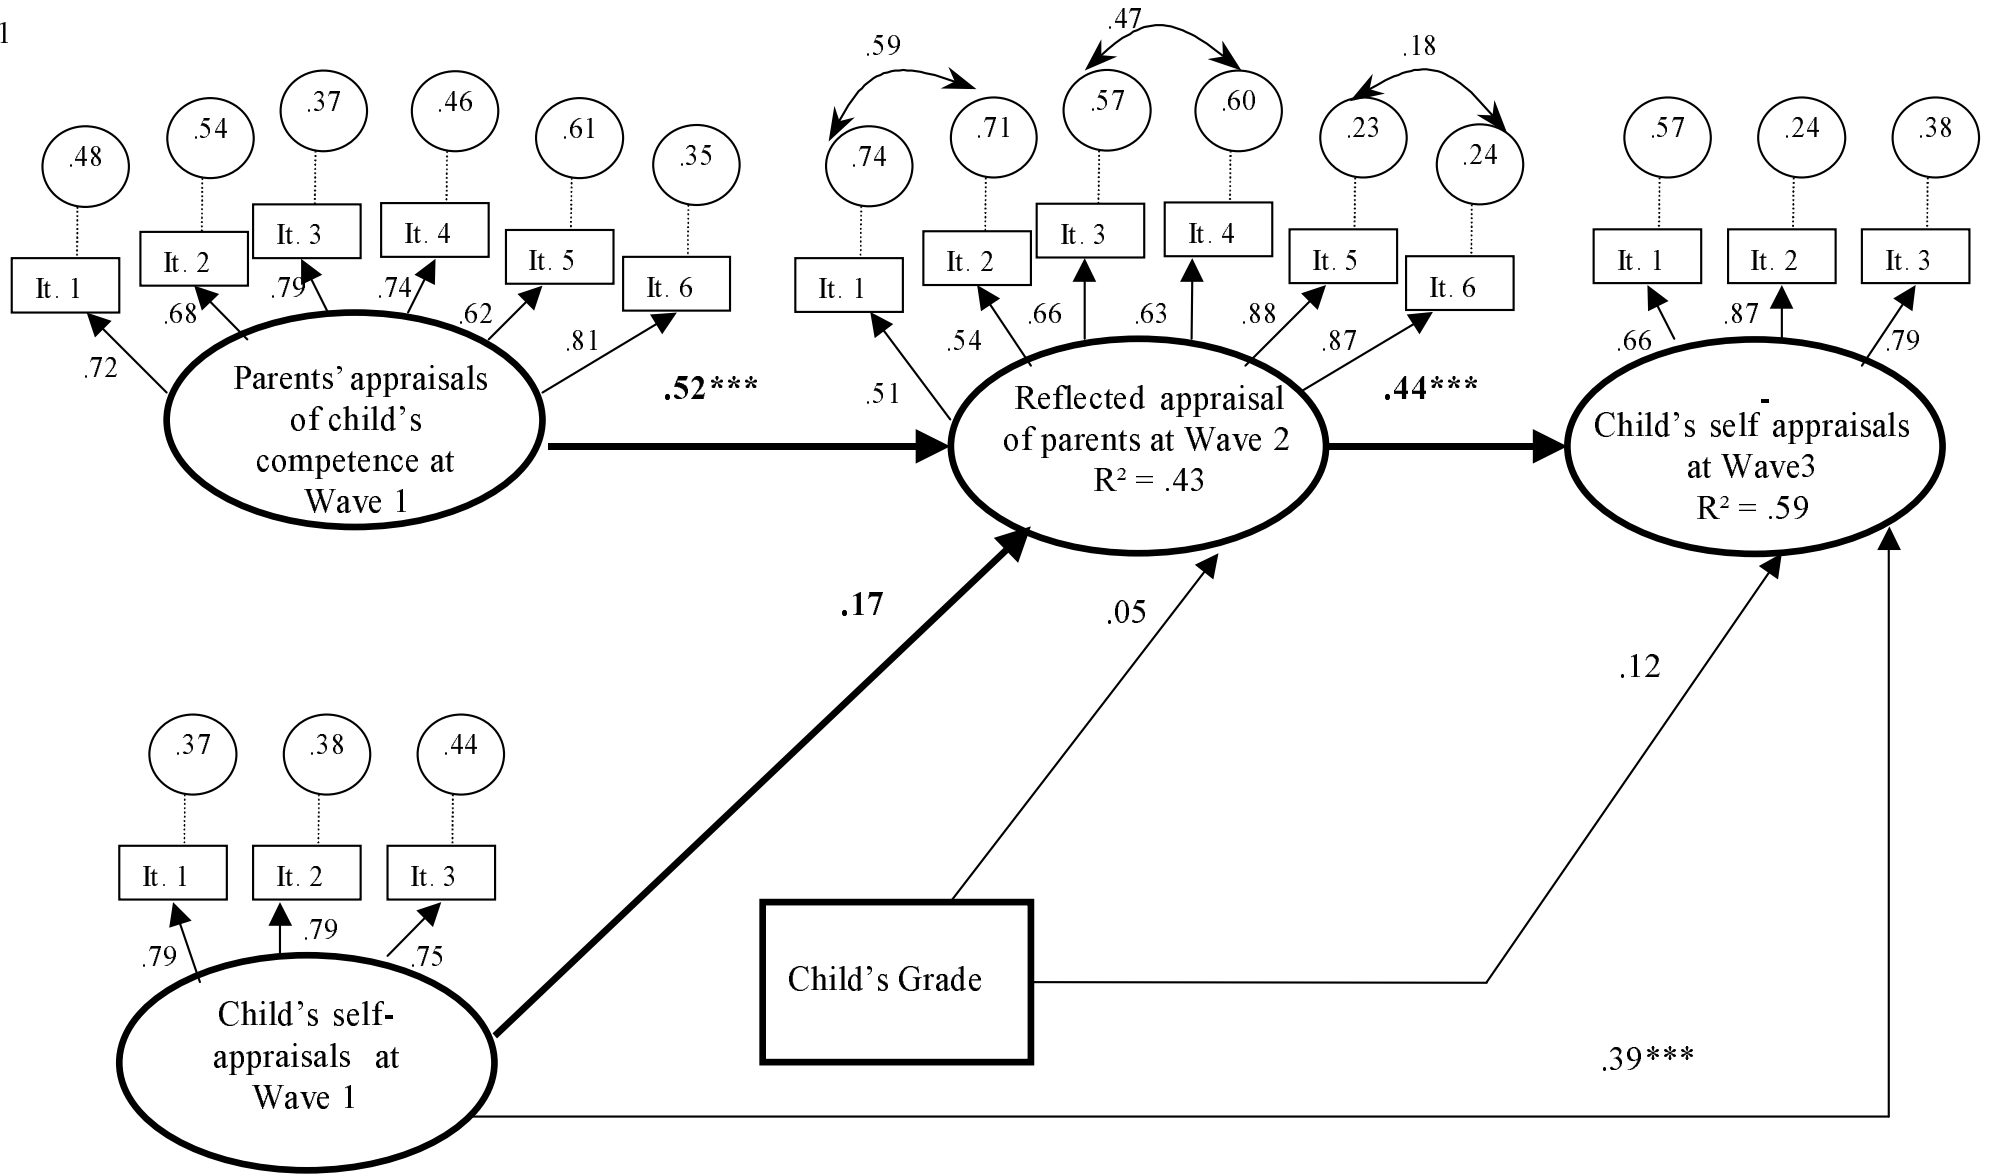 1
.59
.47
.18
.48
.54
.37
.46
.61
.35
.74
.71
.57
.60
.23
.24
.57
.24
.38
It. 1
It. 2
It. 3
It. 4
It. 5
It. 6
It. 1
It. 2
It. 3
It. 4
It. 5
It. 6
It. 1
It. 2
It. 3
.72
.68
.79
.74
.62
.81
.51
.54
.66
.63
.88
.87
.66
.87
.79
Parents’ appraisals
of child’s
competence at
Wave 1
.52***
Reflected appraisal
of parents at Wave 2
R² = .43
.44***
Child’s self-appraisals
at Wave3
R² = .59
.17
.05
.12
.39***
.37
.38
.44
It. 1
It. 2
It. 3
.79
.79
.75
Child’s self-
appraisals at
Wave 1
Child’s Grade